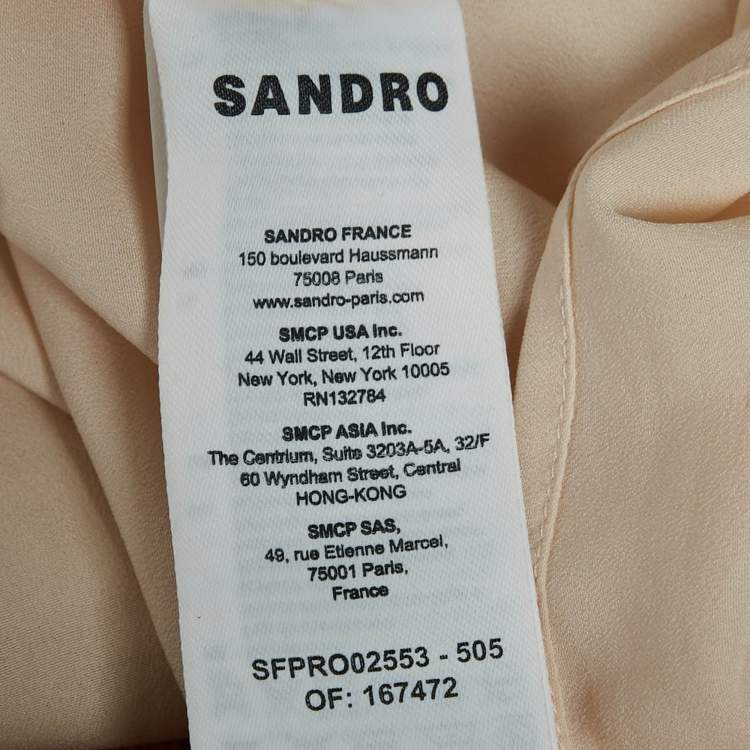 SANDRO
SANDRO FRANCE
150 boulevard Haussmann
75008 Paris
www.sandro-paris.com
SMCP USA Inc.
44 Wall Street, 12th Floor
New York, New York 10005
RN132784
SMCP ASIA Inc.
The Centrium, Suite 3203A-5A, 32/F
60 Wyndham Street, Central
HONG-KONG
SMCP SAS,
49, rue Etienne Marcel,
75001 Paris,
France
SFPRO02553 - 505
OF: 167472